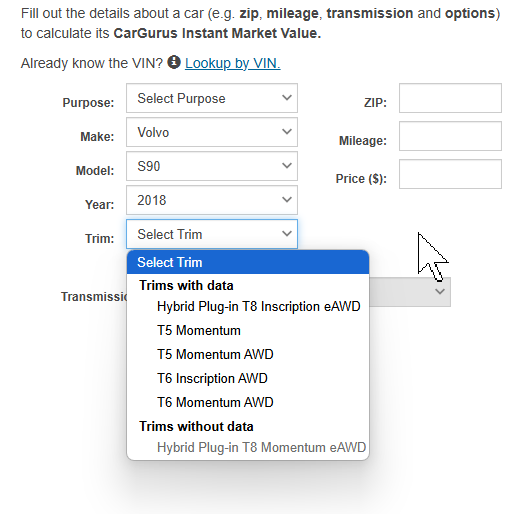 Fill out the details about a car (e.g. zip, mileage, transmission and options)
to calculate its CarGurus Instant Market Value.
Already know the VIN? Lookup by VIN.
Purpose: Select Purpose
ZIP:
Make: Volvo
Mileage:
Model: S90
Price ($):
Year: 2018
Trim: Select Trim
Select Trim
Trims with data
Hybrid Plug-in T8 Inscription eAWD
T5 Momentum
T5 Momentum AWD
T6 Inscription AWD
T6 Momentum AWD
Trims without data
Hybrid Plug-in T8 Momentum eAWD